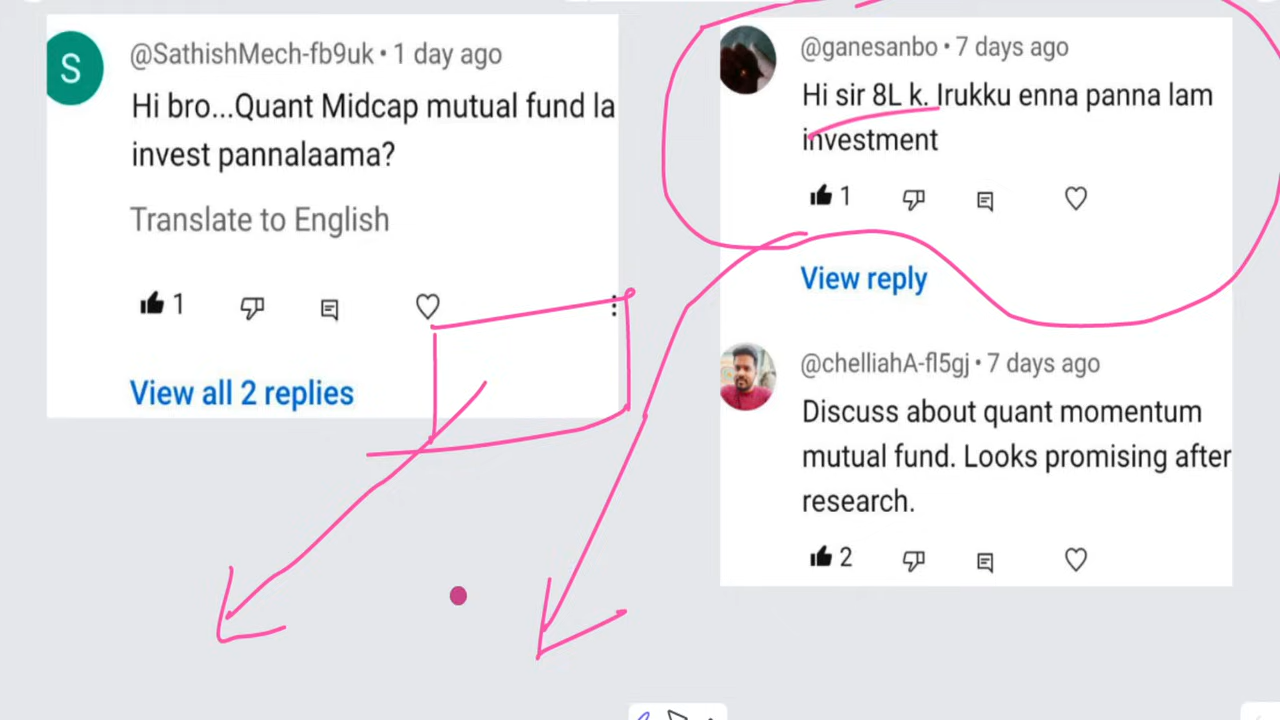 S
@SathishMech-fb9uk • 1 day ago
Hi bro...Quant Midcap mutual fund la
invest pannalaama?
Translate to English
1
View all 2 replies
@ganesanbo • 7 days ago
Hi sir 8L k. Irukku enna panna lam
investment
1
View reply
@chelliahA-fl5gj • 7 days ago
Discuss about quant momentum
mutual fund. Looks promising after
research.
2